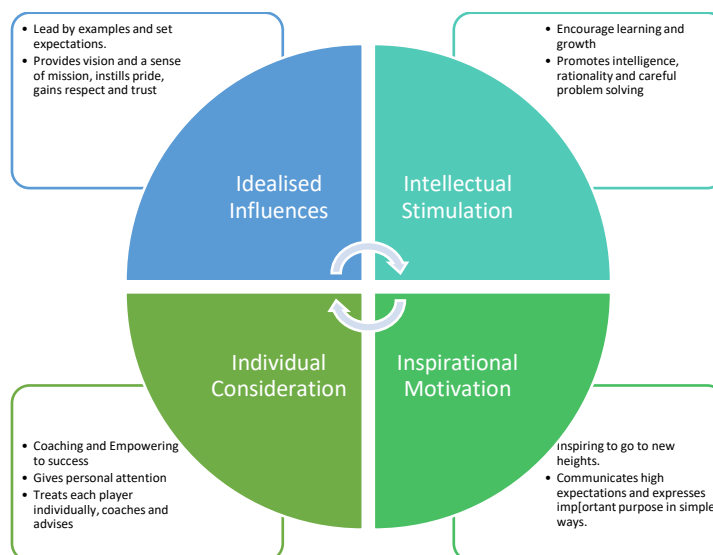 • Lead by examples and set
expectations.
• Provides vision and a sense
of mission, instills pride,
gains respect and trust
• Encourage learning and
growth
• Promotes intelligence,
rationality and careful
problem solving
Idealised
Influences
Intellectual
Stimulation
Individual
Consideration
Inspirational
Motivation
• Coaching and Empowering
to success
• Gives personal attention
• Treats each player
individually, coaches and
advises
Inspiring to go to new
heights.
• Communicates high
expectations and expresses
imp[ortant purpose in simple
ways.